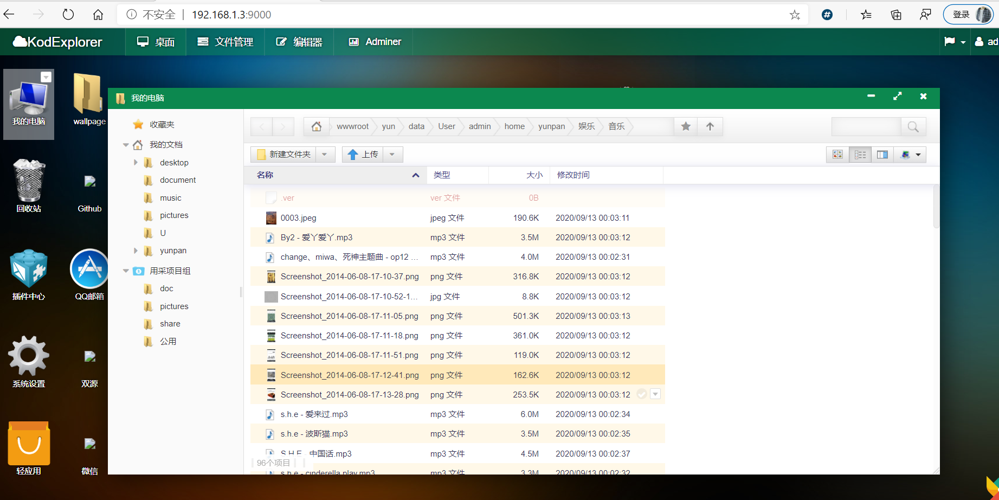 不安全 | 192.168.1.3:9000
登录
KodExplorer 桌面 文件管理 编辑器 Adminer ad
我的电脑
wallpage
回收站
Github
插件中心
QQ邮箱
系统设置
双源
轻应用
微信
我的电脑
收藏夹
我的文档
desktop
document
music
pictures
U
yunpan
用采项目组
doc
pictures
share
公用
wwwroot yun data User admin home yunpan 娱乐 音乐
新建文件夹 上传
名称 类型 大小 修改时间
.ver ver 文件 0B
0003.jpeg jpeg 文件 190.6K 2020/09/13 00:03:11
By2 - 爱丫爱丫.mp3 mp3 文件 3.5M 2020/09/13 00:03:12
change、miwa、死神主题曲 - op12 ... mp3 文件 4.0M 2020/09/13 00:02:31
Screenshot_2014-06-08-17-10-37.png png 文件 316.8K 2020/09/13 00:03:12
Screenshot_2014-06-08-17-10-52-1... jpg 文件 8.8K 2020/09/13 00:03:12
Screenshot_2014-06-08-17-11-05.png png 文件 501.3K 2020/09/13 00:03:13
Screenshot_2014-06-08-17-11-18.png png 文件 361.0K 2020/09/13 00:03:12
Screenshot_2014-06-08-17-11-51.png png 文件 119.0K 2020/09/13 00:03:12
Screenshot_2014-06-08-17-12-41.png png 文件 162.6K 2020/09/13 00:03:12
Screenshot_2014-06-08-17-13-28.png png 文件 253.5K 2020/09/13 00:03:12
s.h.e - 爱来过.mp3 mp3 文件 6.0M 2020/09/13 00:02:34
s.h.e - 波斯猫.mp3 mp3 文件 3.5M 2020/09/13 00:02:35
S.H.E - 中国话.mp3 mp3 文件 4.5M 2020/09/13 00:02:37
s.h.e - cinderella play.mp3 mp3 文件 3.3M 2020/09/13 00:02:32
96个项目